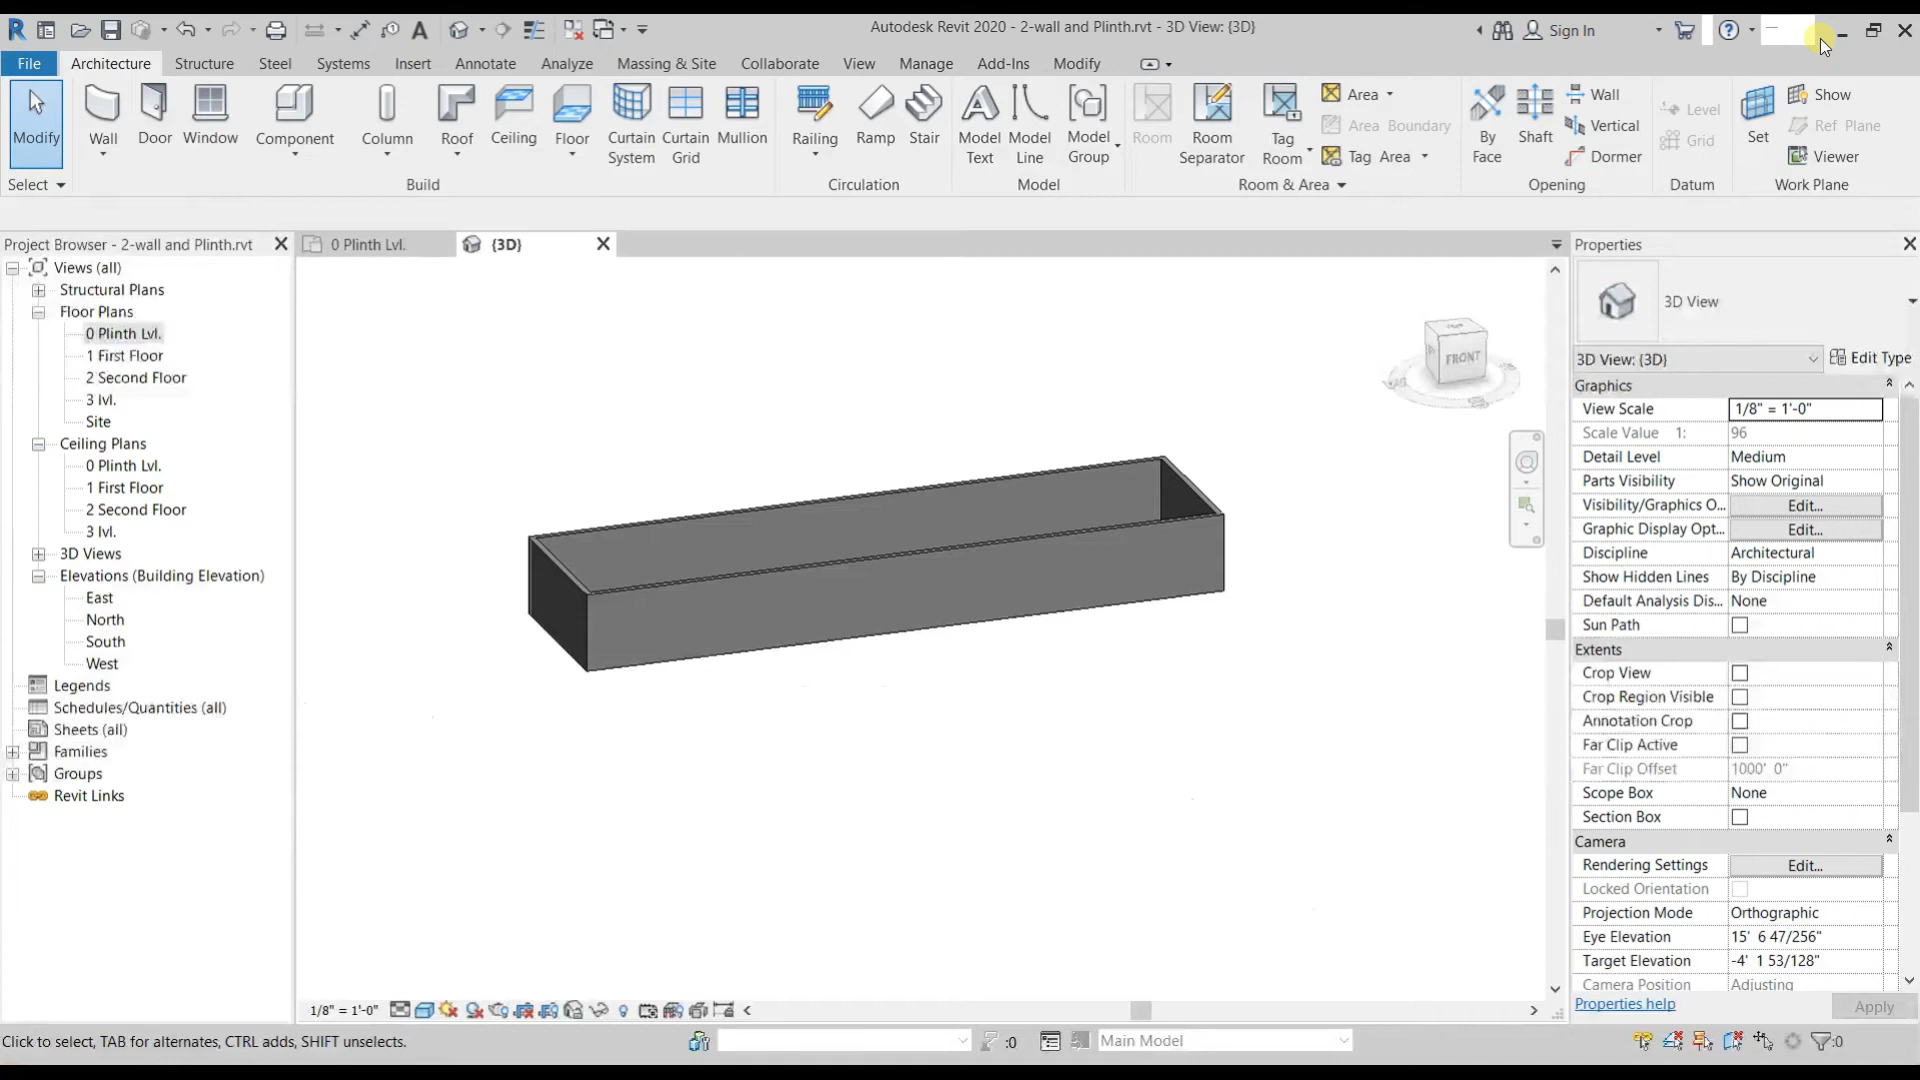 Autodesk Revit 2020 - 2-wall and Plinth.rvt - 3D View: {3D}
Sign In
File Architecture Structure Steel Systems Insert Annotate Analyze Massing & Site Collaborate View Manage Add-Ins Modify
Modify Wall Door Window Component Column Roof Ceiling Floor Curtain System Curtain Grid Mullion Railing Ramp Stair Model Text Model Line Model Group Room Room Separator Tag Room
Area
Area Boundary
Tag Area
By Face Shaft
Wall
Vertical
Dormer
Level
Grid
Set
Show
Ref Plane
Viewer
Select Build Circulation Model Room & Area Opening Datum Work Plane
Project Browser - 2-wall and Plinth.rvt
Views (all)
Structural Plans
Floor Plans
0 Plinth Lvl.
1 First Floor
2 Second Floor
3 lvl.
Site
Ceiling Plans
0 Plinth Lvl.
1 First Floor
2 Second Floor
3 lvl.
3D Views
Elevations (Building Elevation)
East
North
South
West
Legends
Schedules/Quantities (all)
Sheets (all)
Families
Groups
Revit Links
0 Plinth Lvl. {3D}
FRONT
1/8" = 1'-0"
Properties
3D View
3D View: {3D} Edit Type
Graphics
View Scale 1/8" = 1'-0"
Scale Value 1: 96
Detail Level Medium
Parts Visibility Show Original
Visibility/Graphics O... Edit...
Graphic Display Opt... Edit...
Discipline Architectural
Show Hidden Lines By Discipline
Default Analysis Dis... None
Sun Path
Extents
Crop View
Crop Region Visible
Annotation Crop
Far Clip Active
Far Clip Offset 1000' 0"
Scope Box None
Section Box
Camera
Rendering Settings Edit...
Locked Orientation
Projection Mode Orthographic
Eye Elevation 15' 6 47/256"
Target Elevation -4' 1 53/128"
Camera Position Adjusting
Properties help Apply
Click to select, TAB for alternates, CTRL adds, SHIFT unselects.
:0
Main Model
:0